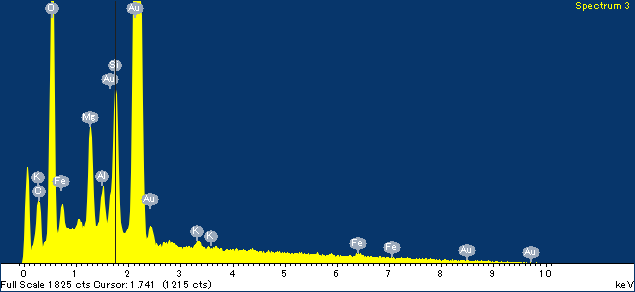 Spectrum 3
O Au
Si
Au
Mg
K Al
Fe
C Au
K K
Fe Fe Au Au
0 1 2 3 4 5 6 7 8 9 10
Full Scale 1825 cts Cursor: 1.741 (1215 cts) keV